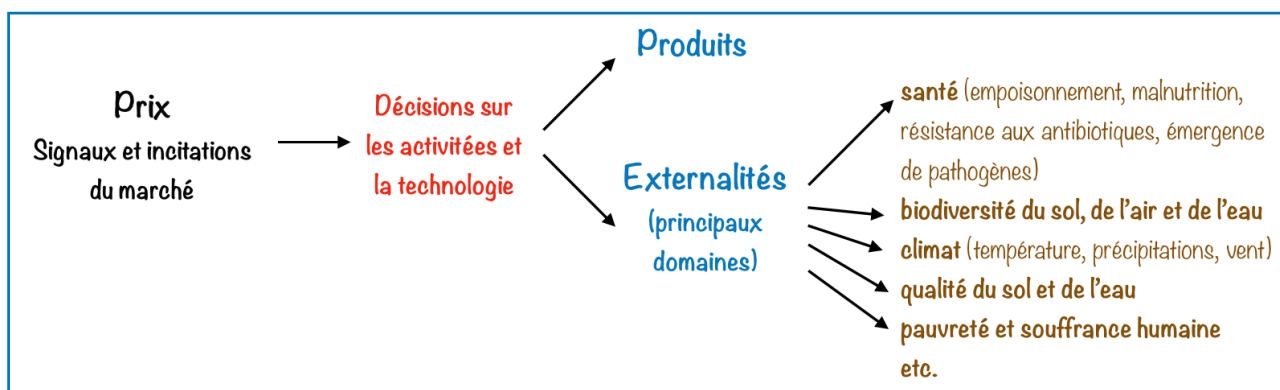 Prix
Signaux et incitations
du marché
Décisions sur
les activitées et
la technologie
Produits
Externalités
(principaux
domaines)
santé (empoisonnement, malnutrition,
résistance aux antibiotiques, émergence
de pathogènes)
biodiversité du sol, de l'air et de l'eau
climat (température, précipitations, vent)
qualité du sol et de l'eau
pauvreté et souffrance humaine
etc.